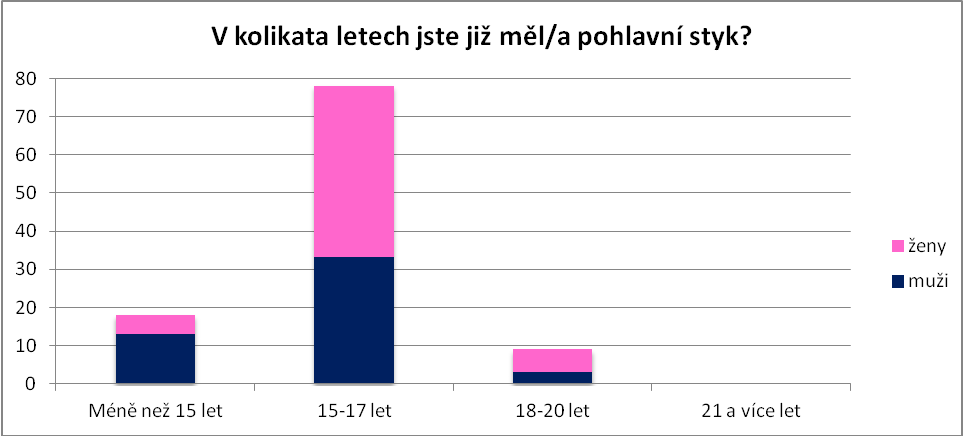 V kolikata letech jste již měl/a pohlavní styk?
80
70
60
50
40
30
20
10
0
Méně než 15 let
15-17 let
18-20 let
21 a více let
ženy
muži